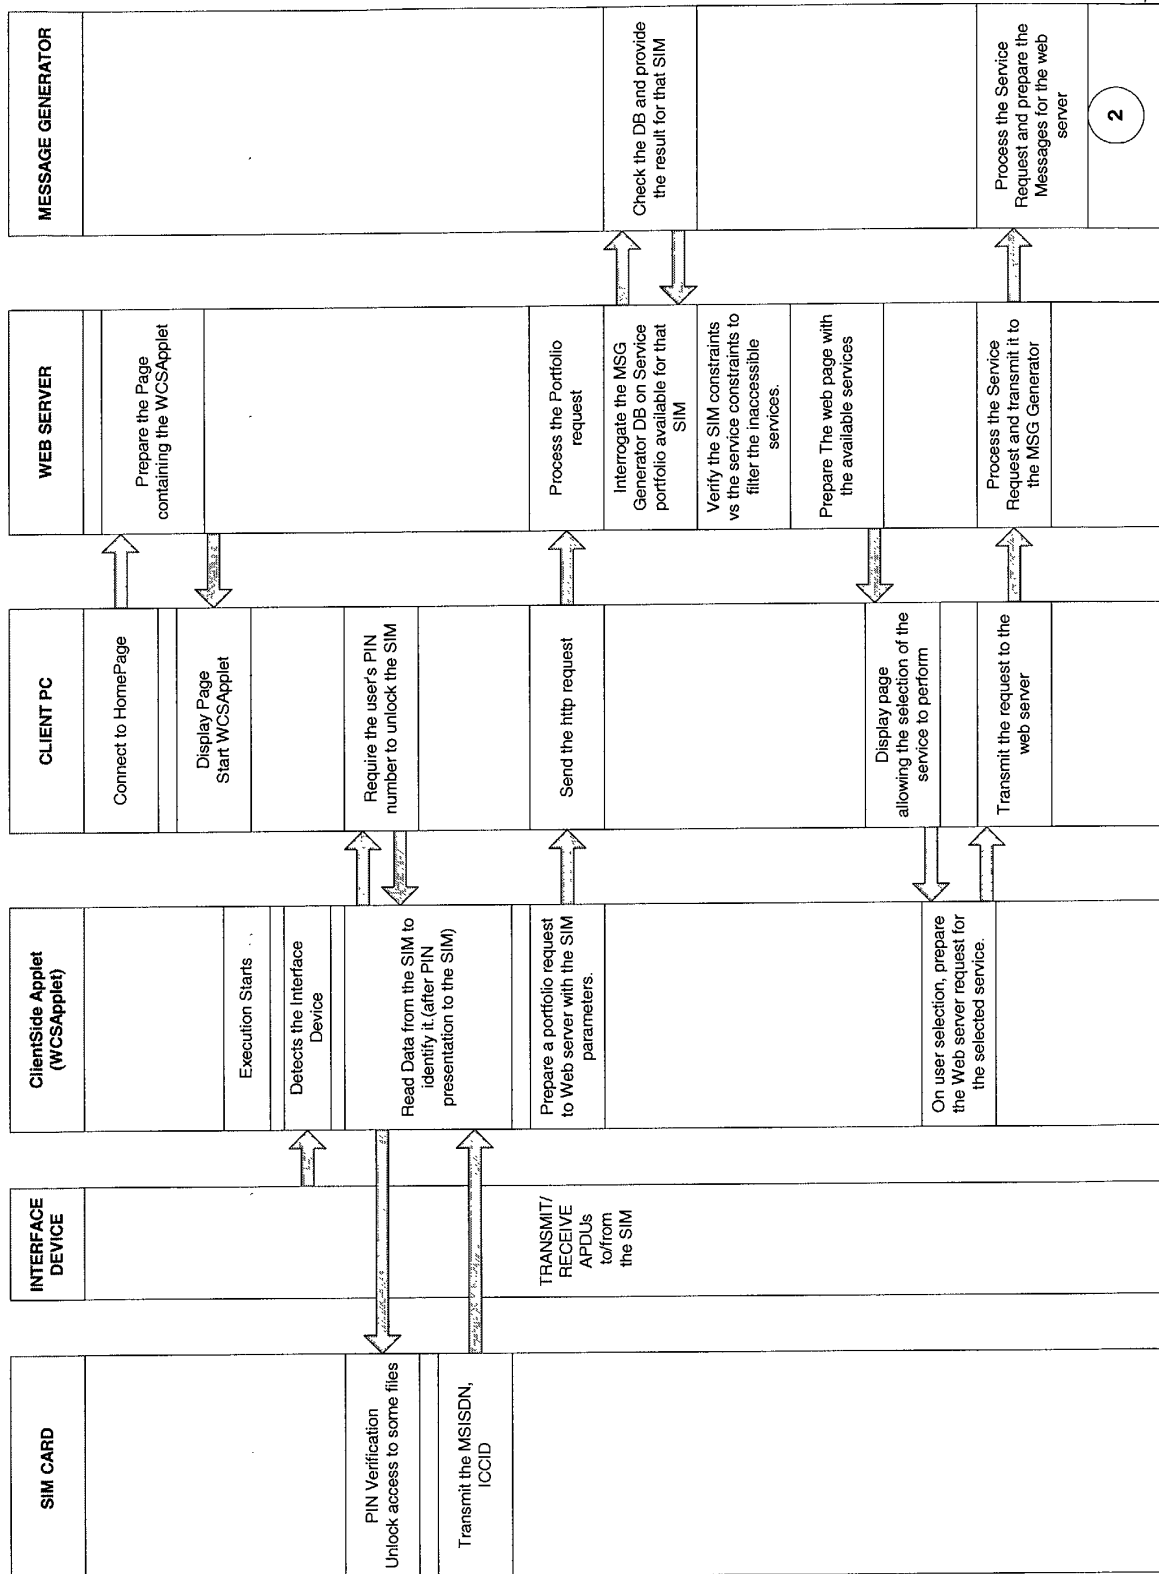 SIM CARD
PIN Verification
Unlock access to some files
Transmit the MSISDN,
ICCID
INTERFACE
DEVICE
TRANSMIT/
RECEIVE
APDUs
to/from
the SIM
ClientSide Applet
(WCSApplet)
Execution Starts
Detects the Interface
Device
Read Data from the SIM to
identify it.(after PIN
presentation to the SIM)
Prepare a portfolio request
to Web server with the SIM
parameters.
On user selection, prepare
the Web server request for
the selected service.
CLIENT PC
Connect to HomePage
Display Page
Start WCSApplet
Require the user's PIN
number to unlock the SIM
Send the http request
Display page
allowing the selection of the
service to perform
Transmit the request to the
web server
WEB SERVER
Prepare the Page
containing the WCSApplet
Process the Portfolio
request
Interrogate the MSG
Generator DB on Service
portfolio available for that
SIM
Verify the SIM constraints
vs the service constraints to
filter the inaccessible
services.
Prepare The web page with
the available services
Process the Service
Request and transmit it to
the MSG Generator
MESSAGE GENERATOR
Check the DB and provide
the result for that SIM
Process the Service
Request and prepare the
Messages for the web
server
2